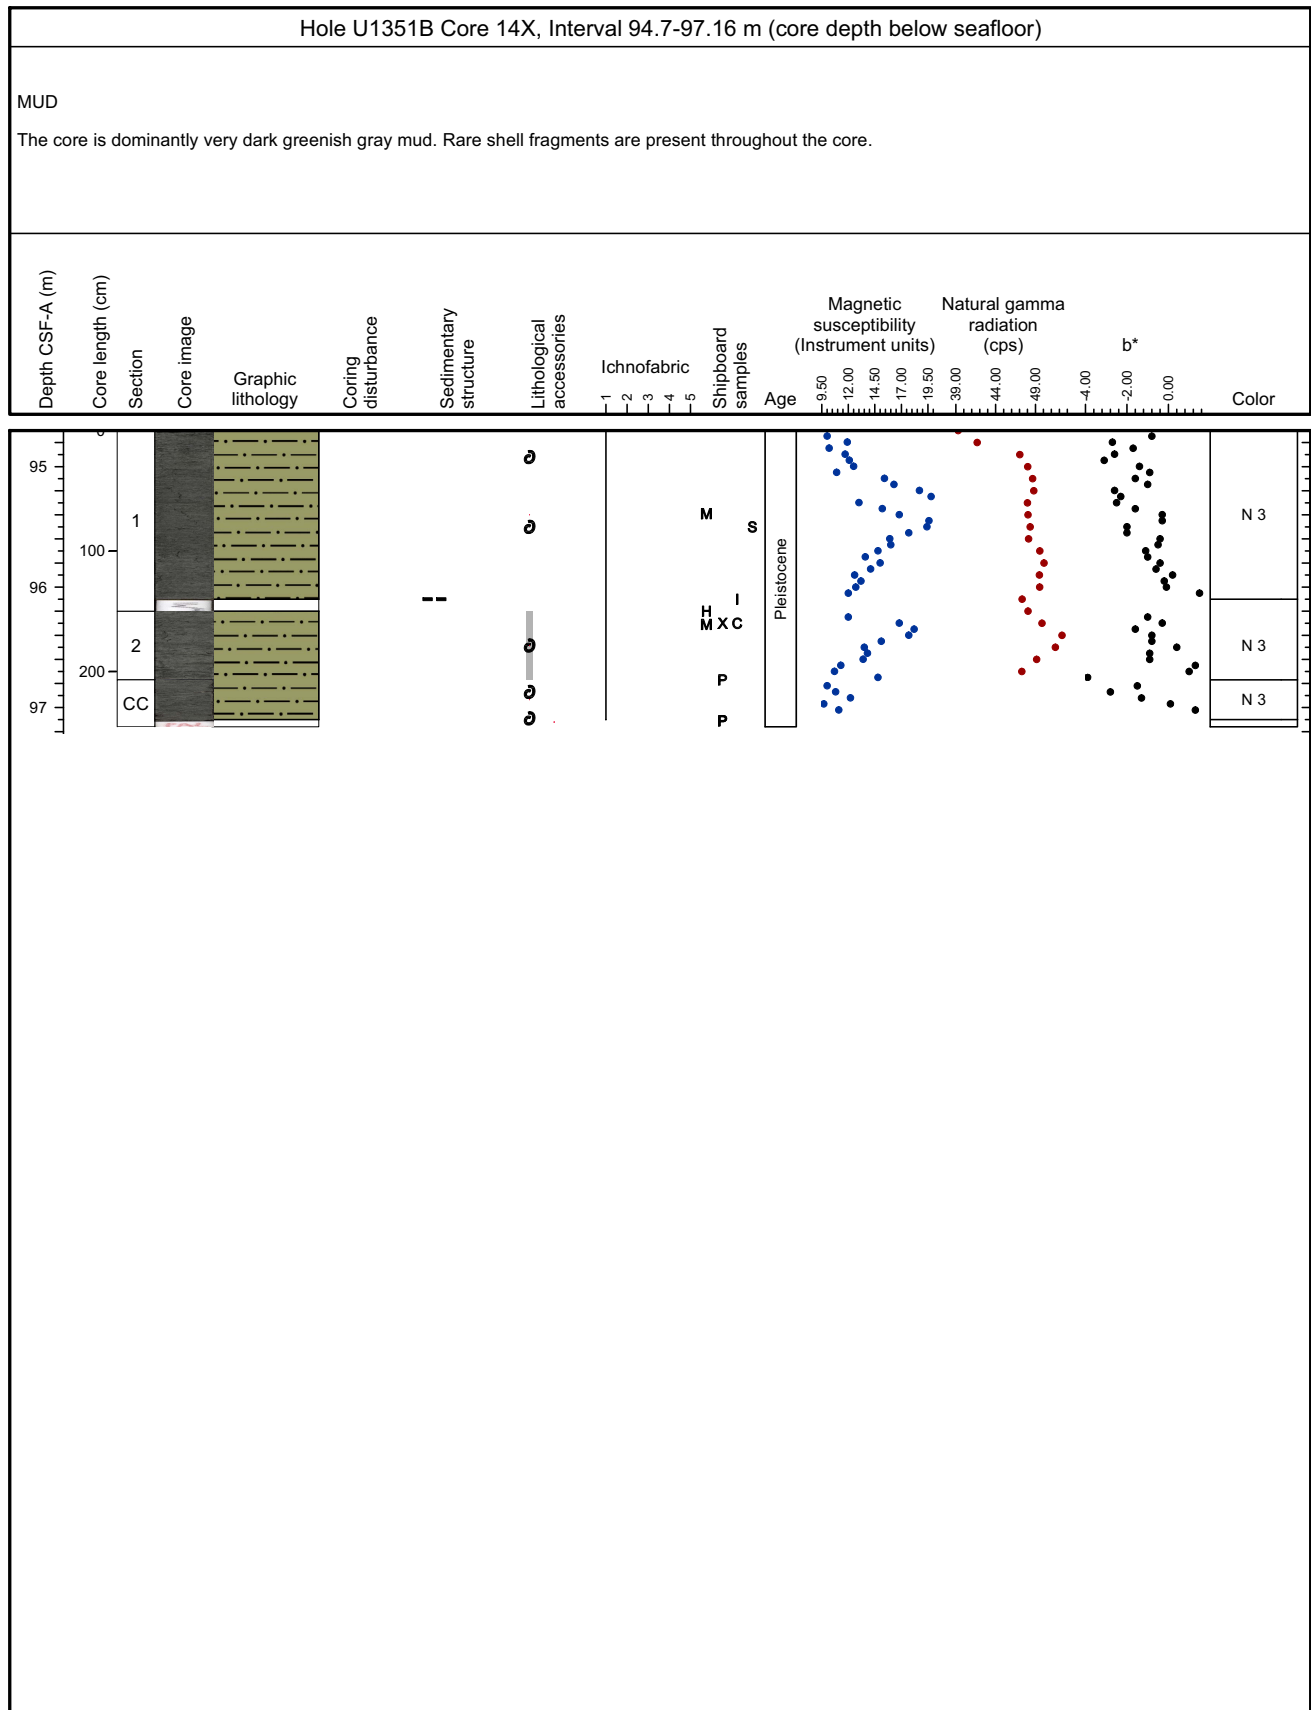 Hole U1351B Core 14X, Interval 94.7-97.16 m (core depth below seafloor)
MUD
The core is dominantly very dark greenish gray mud. Rare shell fragments are present throughout the core.
Depth CSF-A (m)
Core length (cm)
Section
Core image
Graphic
lithology
Coring
disturbance
Sedimentary
structure
Lithological
accessories
Ichnofabric
1 2 3 4 5
Shipboard
samples
Age
Magnetic
susceptibility
(Instrument units)
9.50 12.00 14.50 17.00 19.50
Natural gamma
radiation
(cps)
39.00 44.00 49.00
b*
-4.00 -2.00 0.00
Color
0
95
1
M
S
N 3
100
Pleistocene
96
I
H
M X C
2
N 3
200
P
CC
N 3
97
P